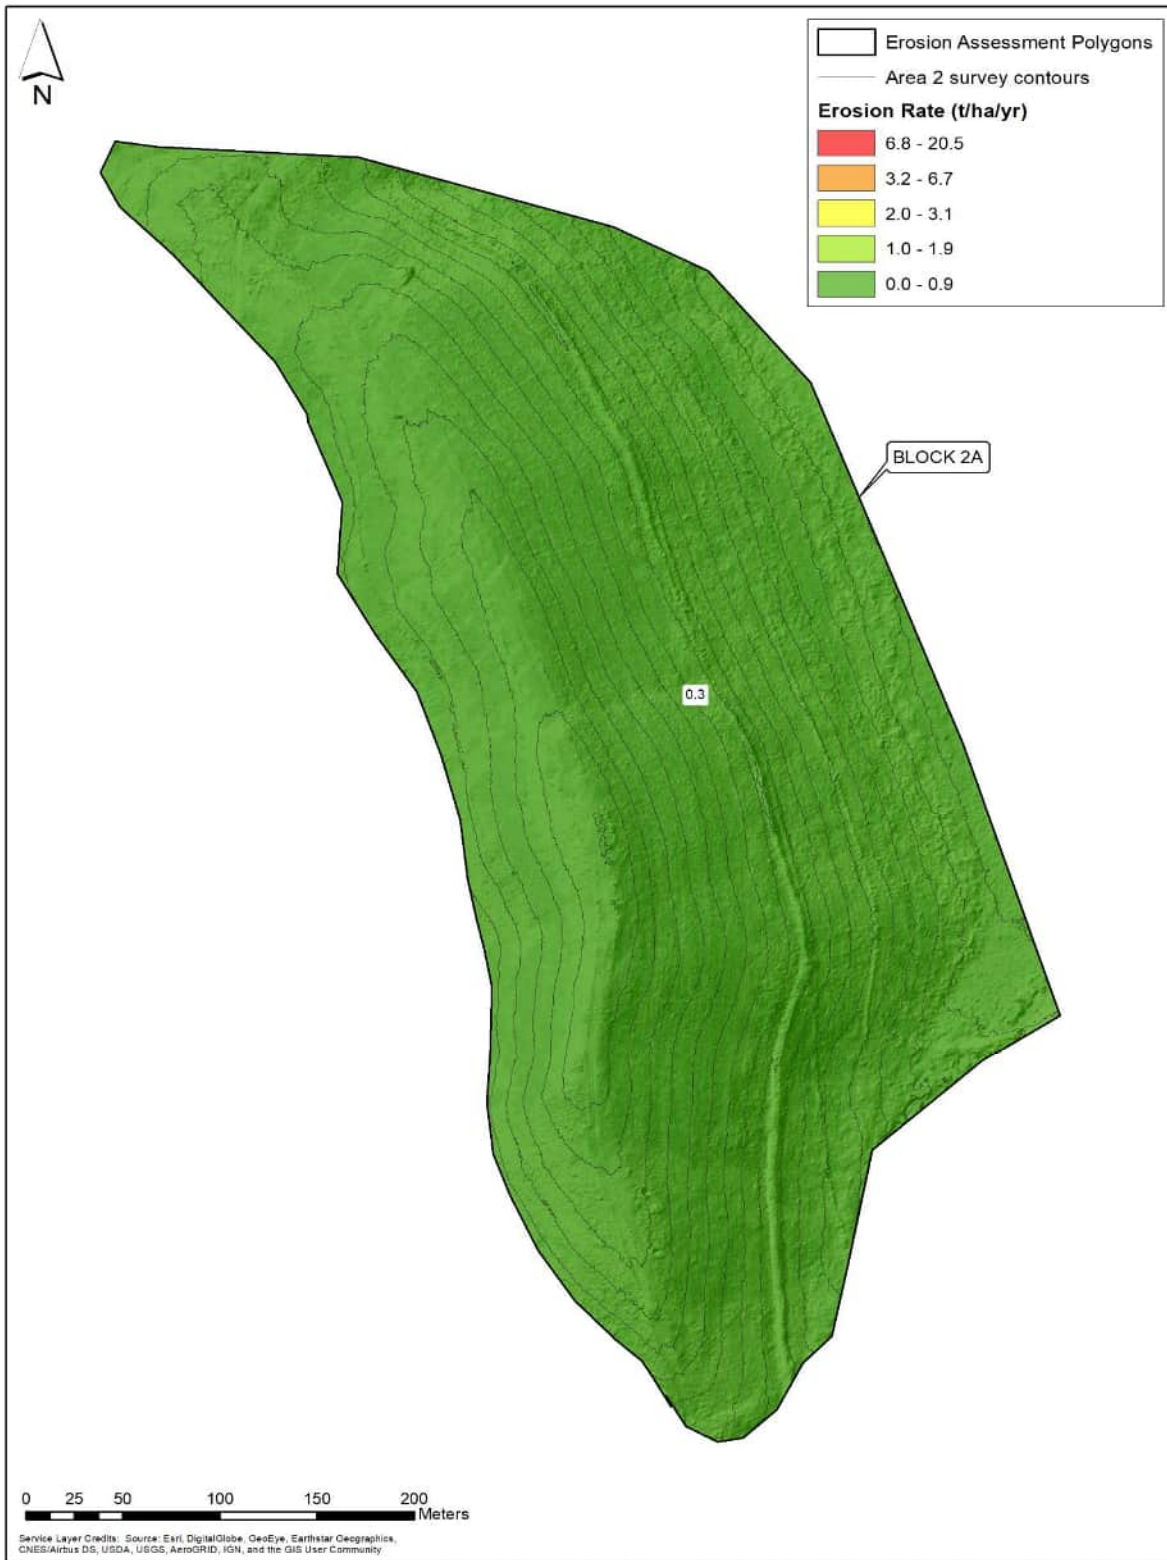 N
Erosion Assessment Polygons
Area 2 survey contours
Erosion Rate (t/ha/yr)
6.8 - 20.5
3.2 - 6.7
2.0 - 3.1
1.0 - 1.9
0.0 - 0.9
BLOCK 2A
0.3
0 25 50 100 150 200
Meters
Service Layer Credits: Source: Esri, DigitalGlobe, GeoEye, Earthstar Geographics,
CNES/Airbus DS, USDA, USGS, AeroGRID, IGN, and the GIS User Community